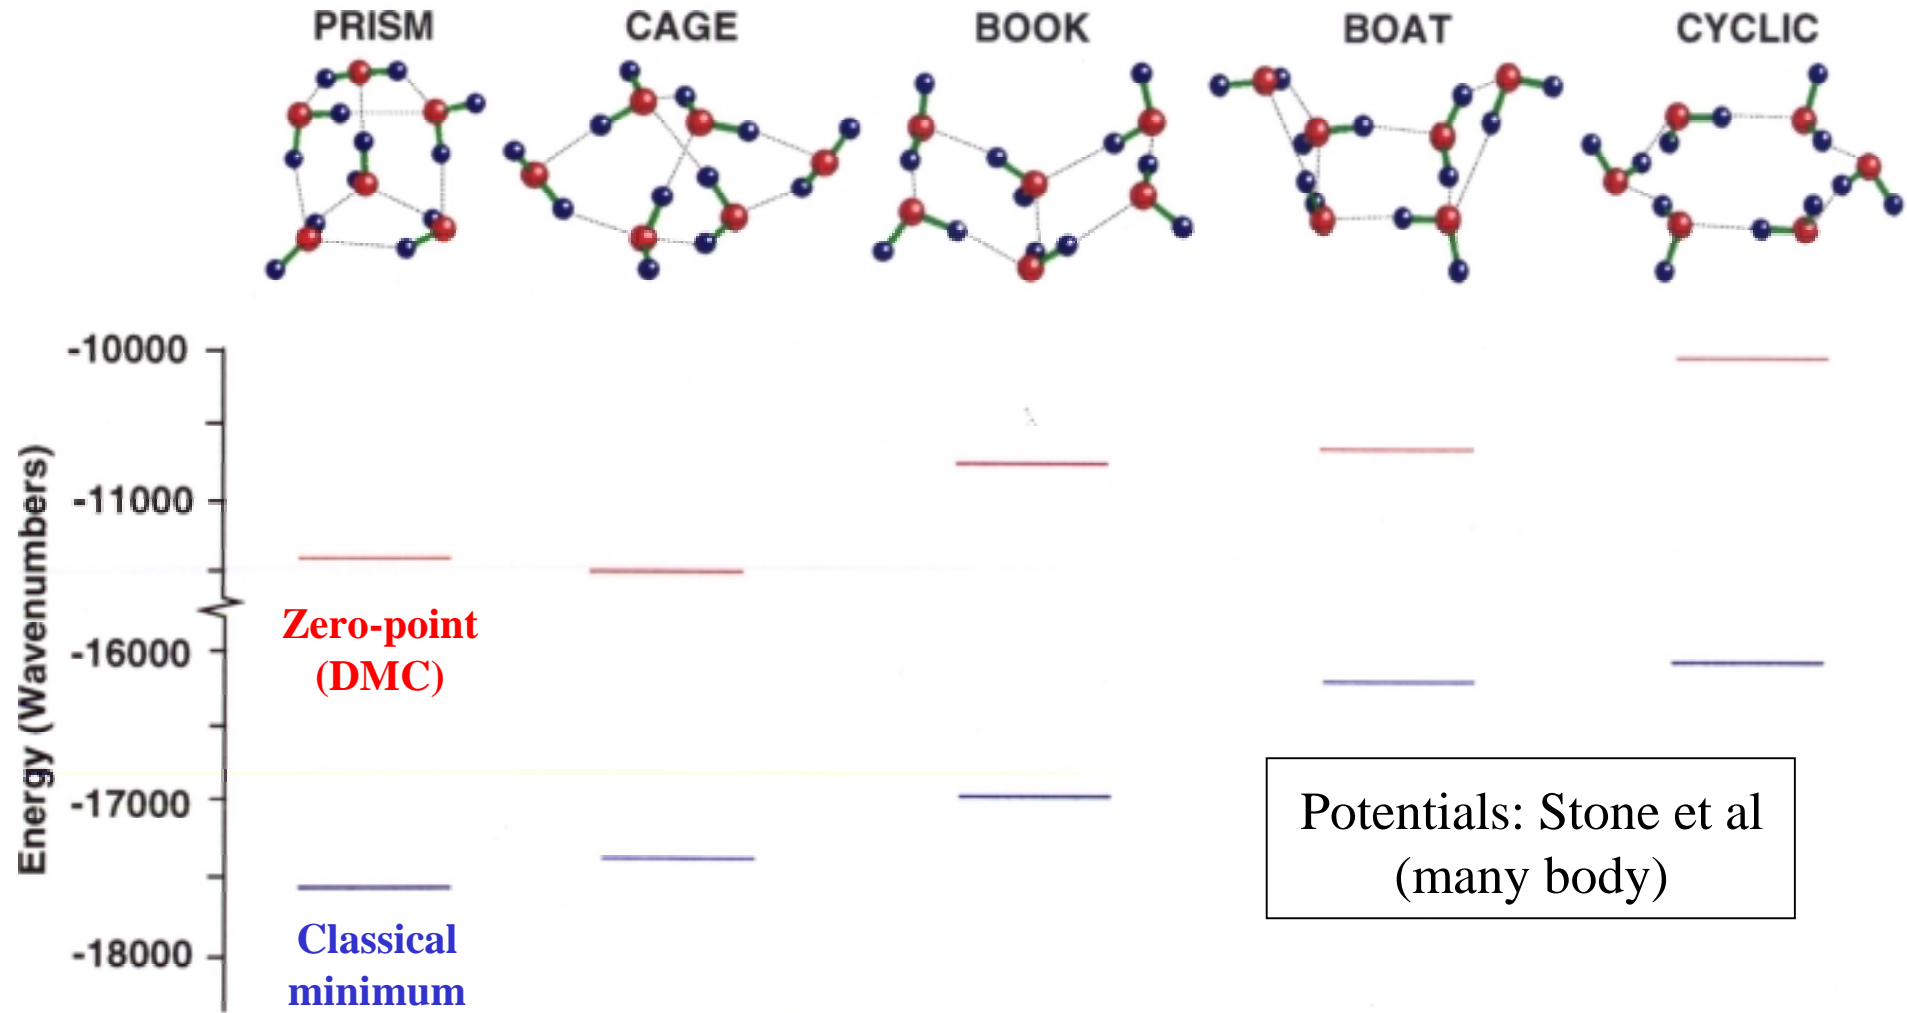 PRISM
CAGE
BOOK
BOAT
CYCLIC
Energy (Wavenumbers)
-10000
-11000
-16000
-17000
-18000
Zero-point
(DMC)
Classical
minimum
Potentials: Stone et al
(many body)